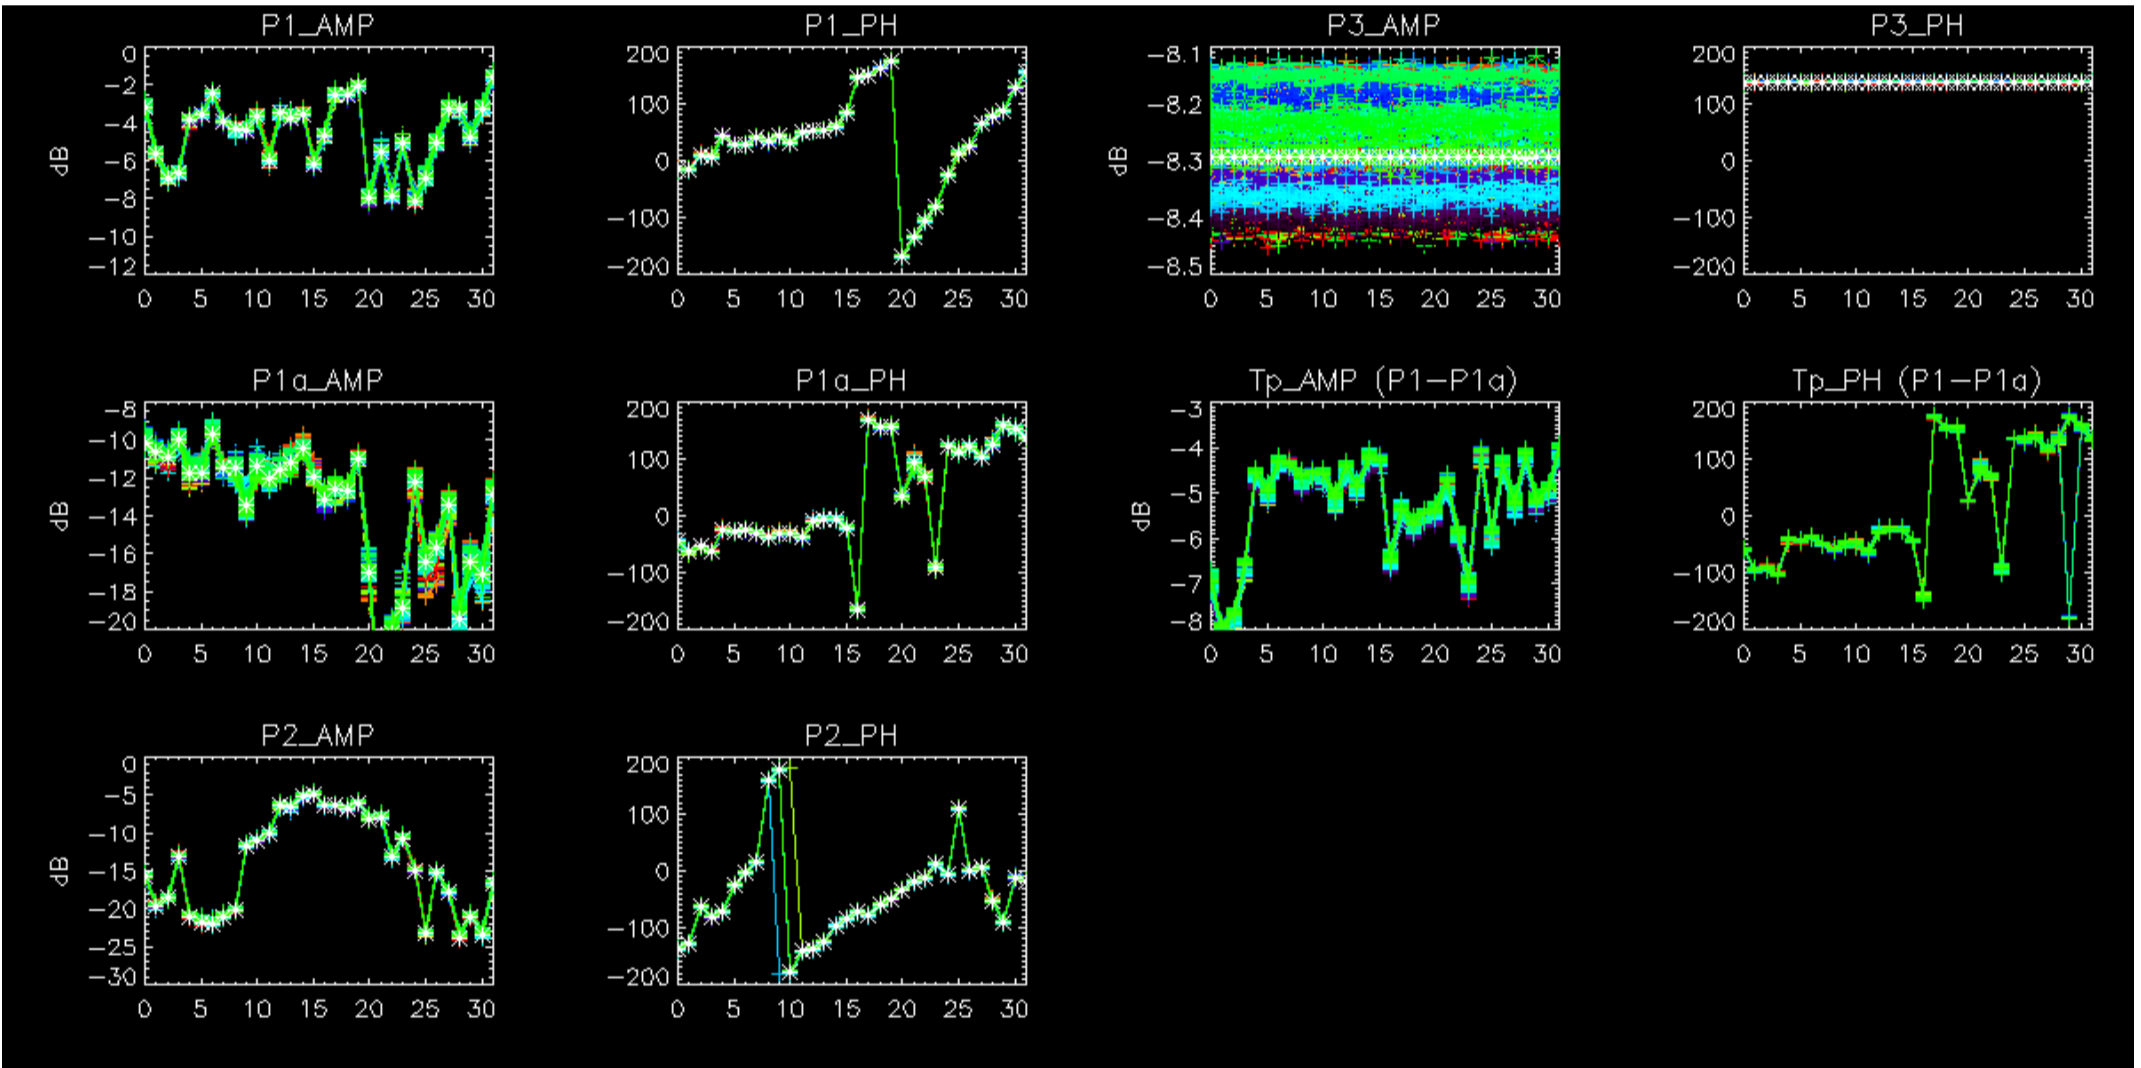 P1_AMP
P1_PH
P3_AMP
P3_PH
dB
0
−2
−4
−6
−8
−10
−12
0 5 10 15 20 25 30
200
100
0
−100
−200
0 5 10 15 20 25 30
dB
−8.1
−8.2
−8.3
−8.4
−8.5
0 5 10 15 20 25 30
200
100
0
−100
−200
0 5 10 15 20 25 30
P1a_AMP
P1a_PH
Tp_AMP (P1−P1a)
Tp_PH (P1−P1a)
dB
−8
−10
−12
−14
−16
−18
−20
0 5 10 15 20 25 30
200
100
0
−100
−200
0 5 10 15 20 25 30
dB
−3
−4
−5
−6
−7
−8
0 5 10 15 20 25 30
200
100
0
−100
−200
0 5 10 15 20 25 30
P2_AMP
P2_PH
dB
0
−5
−10
−15
−20
−25
−30
0 5 10 15 20 25 30
200
100
0
−100
−200
0 5 10 15 20 25 30